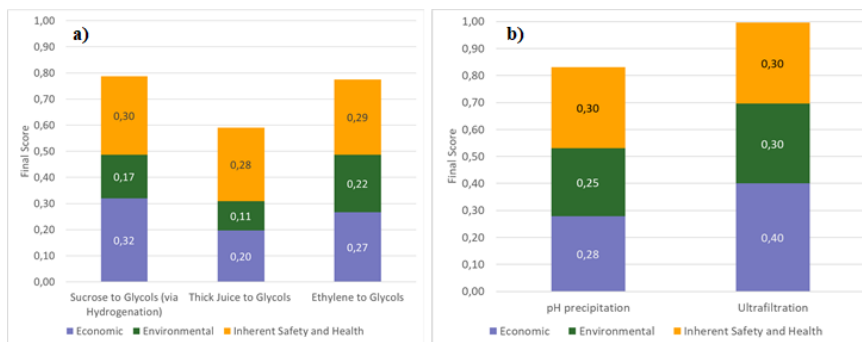 a)
1,00
0,90
0,80
0,70
0,60
0,50
0,40
0,30
0,20
0,10
0,00
Final Score
0,30
0,17
0,32
0,28
0,11
0,20
0,29
0,22
0,27
Sucrose to Glycols (via
Hydrogenation)
Thick Juice to Glycols
Ethylene to Glycols
Economic
Environmental
Inherent Safety and Health
b)
1,00
0,90
0,80
0,70
0,60
0,50
0,40
0,30
0,20
0,10
0,00
Final Score
0,30
0,25
0,28
0,30
0,30
0,40
pH precipitation
Ultrafiltration
Economic
Environmental
Inherent Safety and Health